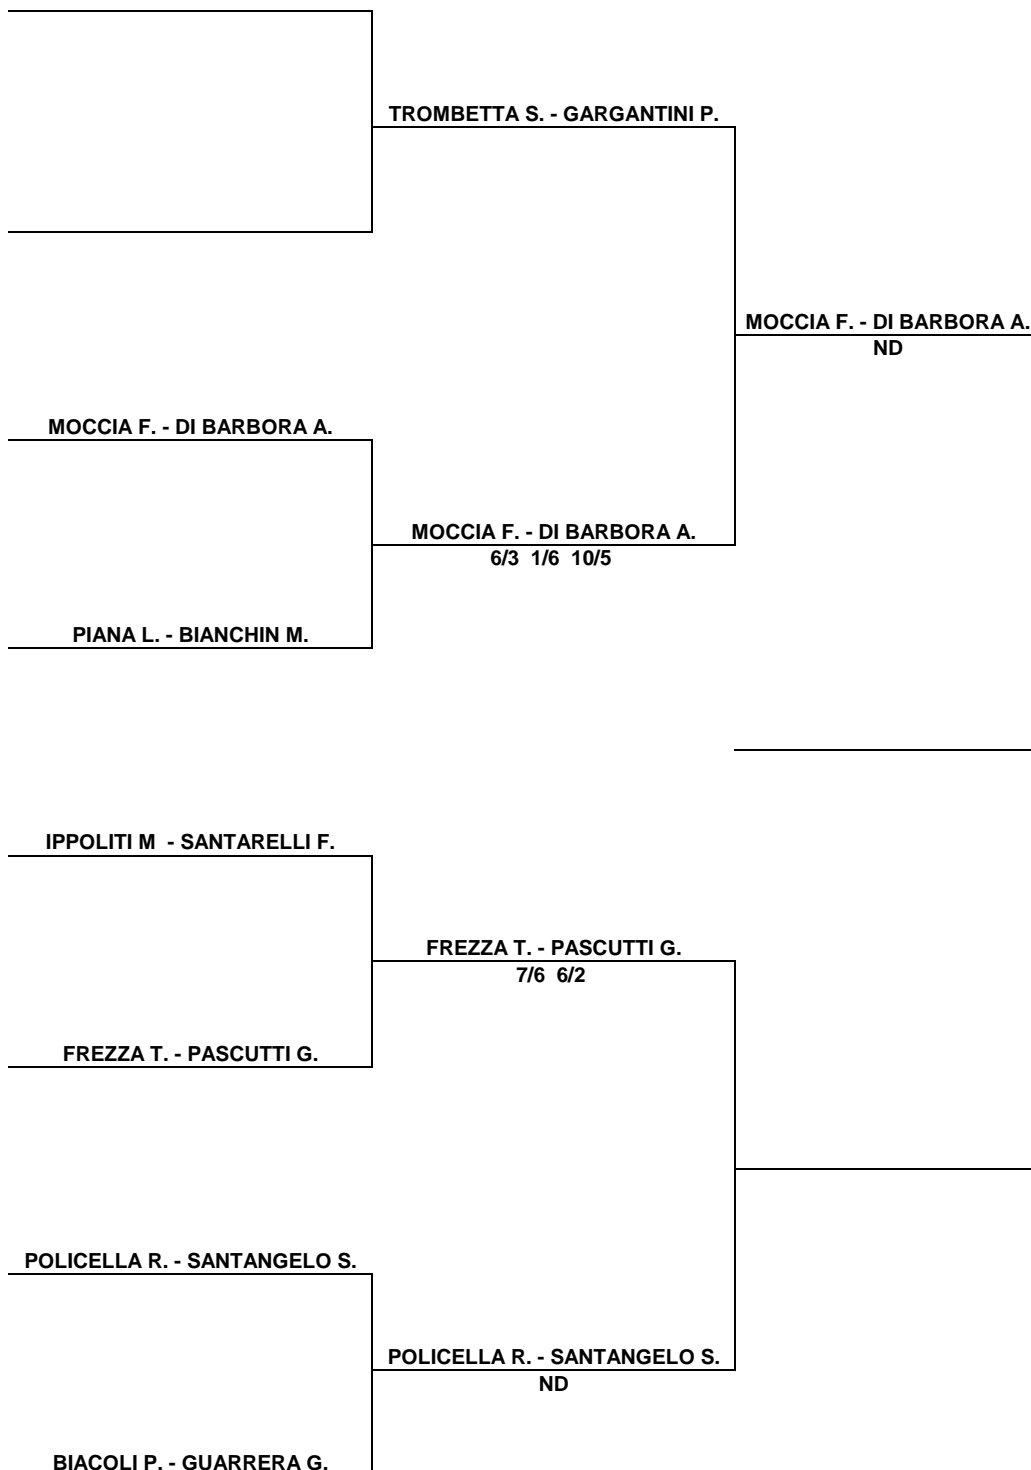 TROMBETTA S. - GARGANTINI P.
MOCCIA F. - DI BARBORA A.
ND
MOCCIA F. - DI BARBORA A.
MOCCIA F. - DI BARBORA A.
6/3 1/6 10/5
PIANA L. - BIANCHIN M.
IPPOLITI M - SANTARELLI F.
FREZZA T. - PASCUTTI G.
7/6 6/2
FREZZA T. - PASCUTTI G.
POLICELLA R. - SANTANGELO S.
POLICELLA R. - SANTANGELO S.
ND
BIACOLI P. - GUARRERA G.